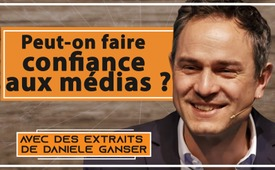 Peut-on faire
confiance
aux médias ?
AVEC DES EXTRAITS
DE DANIELE GANSER